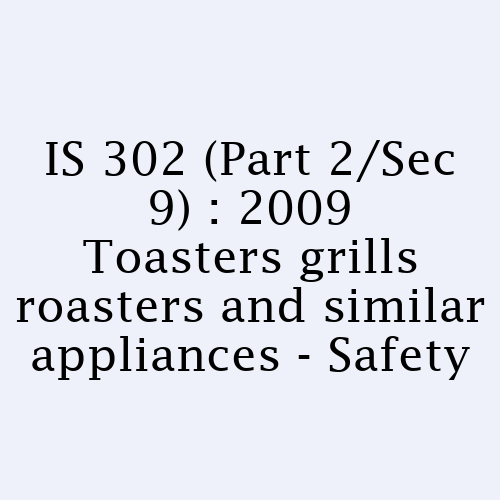 IS 302 (Part 2/Sec
9) : 2009
Toasters grills
roasters and similar
appliances - Safety